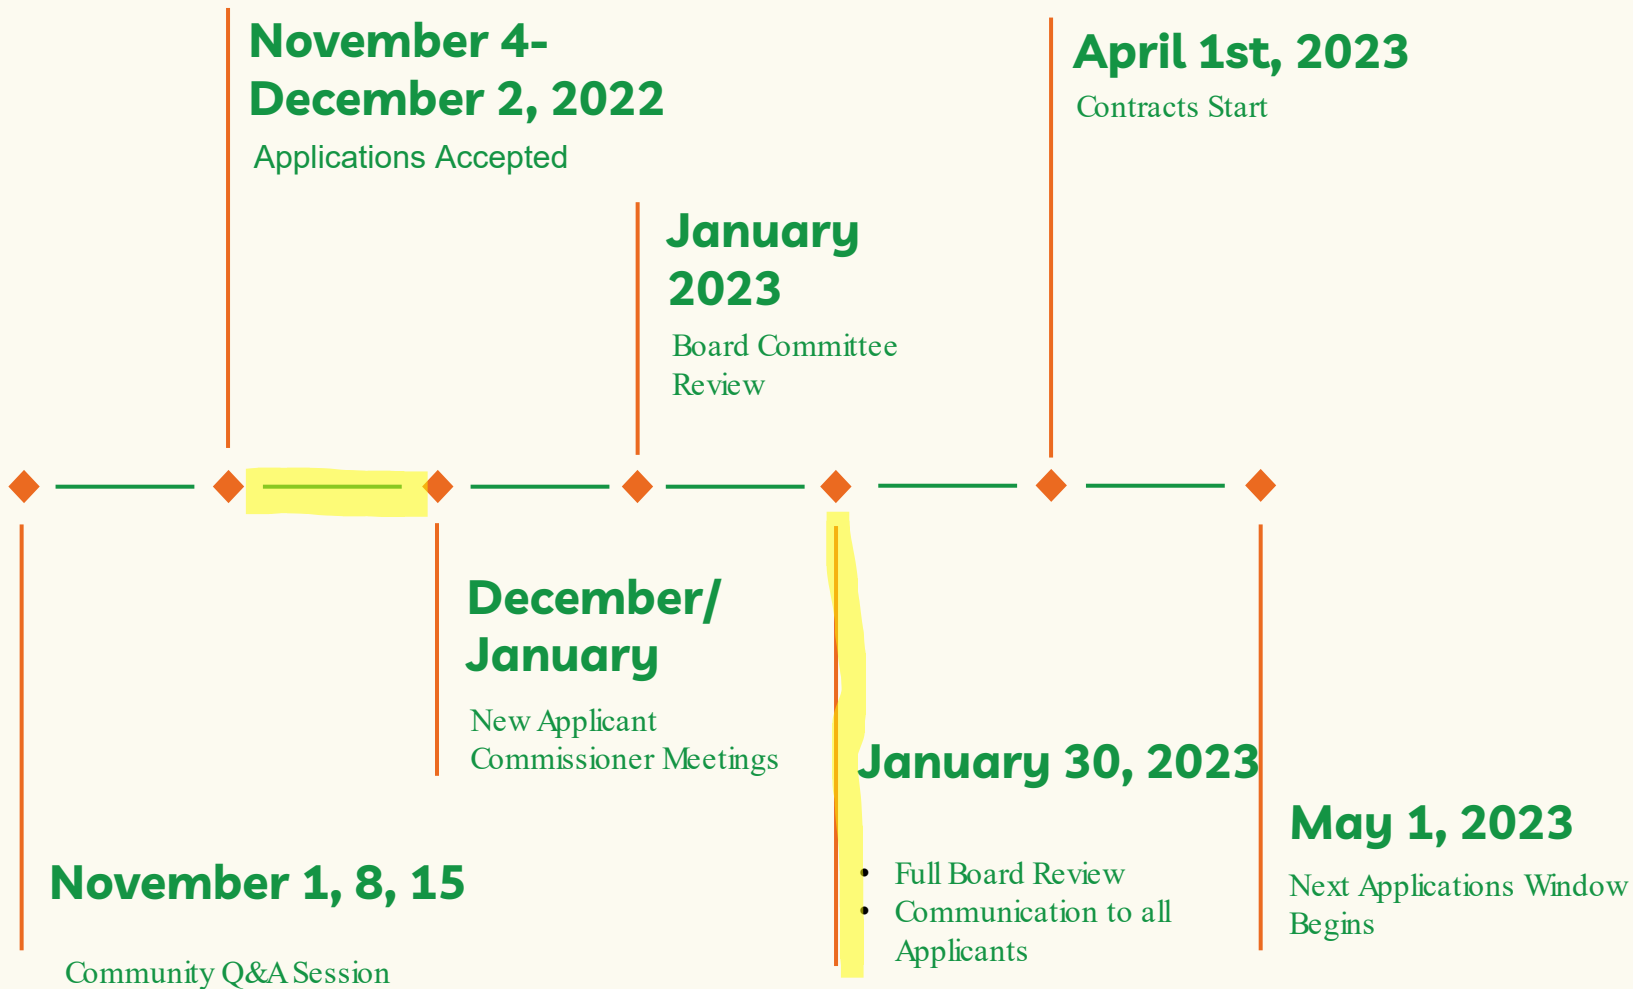 November 4-
December 2, 2022
Applications Accepted
April 1st, 2023
Contracts Start
January
2023
Board Committee
Review
December/
January
New Applicant
Commissioner Meetings
January 30, 2023
• Full Board Review
• Communication to all
Applicants
May 1, 2023
Next Applications Window
Begins
November 1, 8, 15
Community Q&A Session